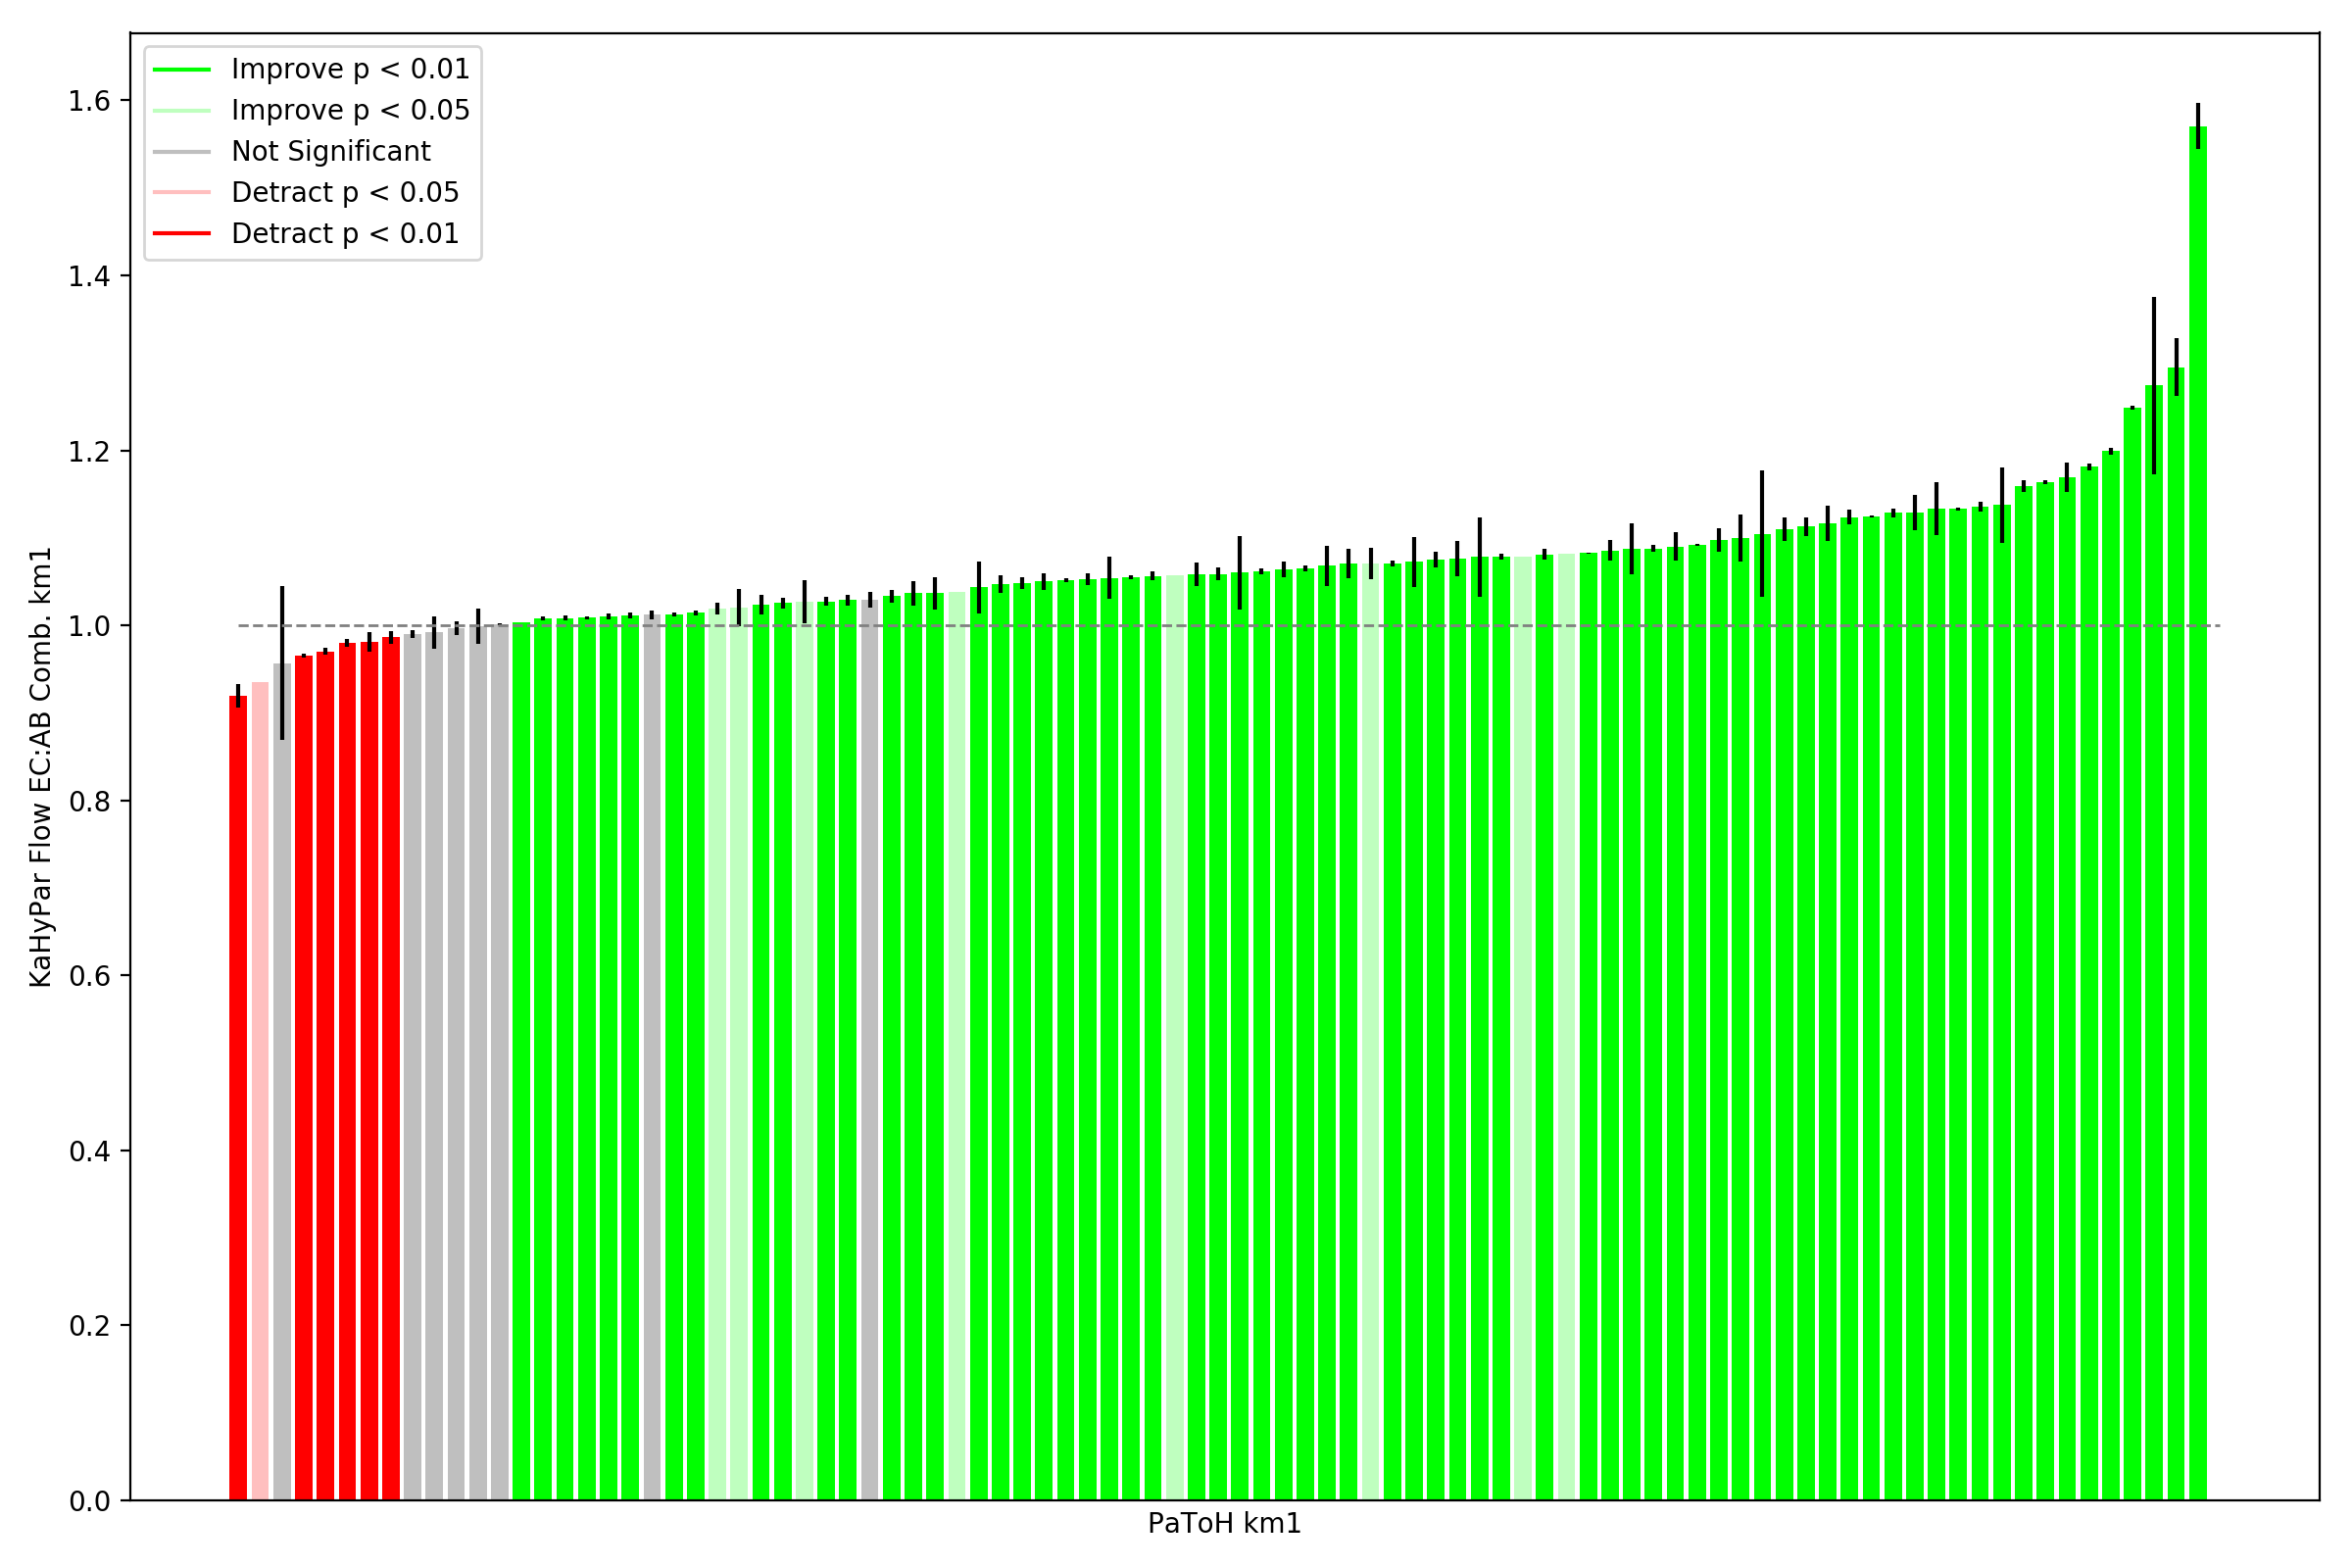 Improve p < 0.01
Improve p < 0.05
Not Significant
Detract p < 0.05
Detract p < 0.01
1.6
1.4
1.2
1.0
0.8
0.6
0.4
0.2
0.0
KaHyPar Flow EC:AB Comb. km1
PaToH km1